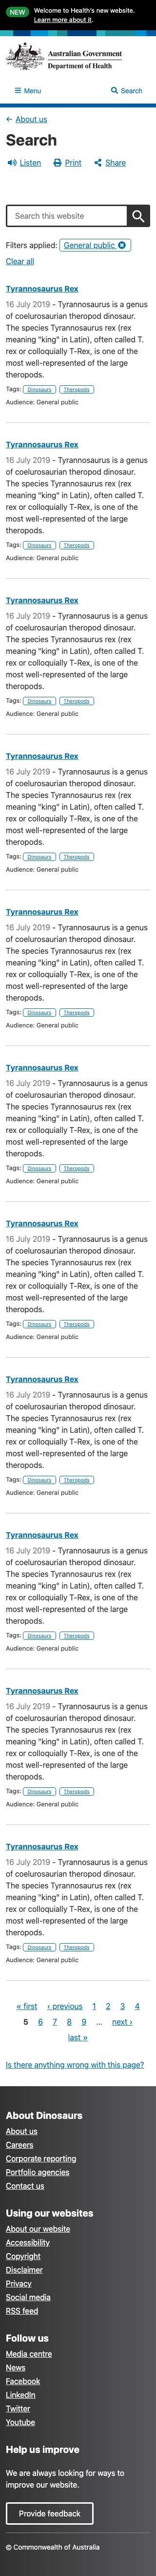 NEW Welcome to Health's new website.
Learn more about it.
Australian Government
Department of Health
Menu Search
About us
Search
Listen Print Share
Search this website
Filters applied: General public
Clear all
Tyrannosaurus Rex
16 July 2019 - Tyrannosaurus is a genus
of coelurosaurian theropod dinosaur.
The species Tyrannosaurus rex (rex
meaning "king" in Latin), often called T.
rex or colloquially T-Rex, is one of the
most well-represented of the large
theropods.
Tags: Dinosaurs Theropods
Audience: General public
Tyrannosaurus Rex
16 July 2019 - Tyrannosaurus is a genus
of coelurosaurian theropod dinosaur.
The species Tyrannosaurus rex (rex
meaning "king" in Latin), often called T.
rex or colloquially T-Rex, is one of the
most well-represented of the large
theropods.
Tags: Dinosaurs Theropods
Audience: General public
Tyrannosaurus Rex
16 July 2019 - Tyrannosaurus is a genus
of coelurosaurian theropod dinosaur.
The species Tyrannosaurus rex (rex
meaning "king" in Latin), often called T.
rex or colloquially T-Rex, is one of the
most well-represented of the large
theropods.
Tags: Dinosaurs Theropods
Audience: General public
Tyrannosaurus Rex
16 July 2019 - Tyrannosaurus is a genus
of coelurosaurian theropod dinosaur.
The species Tyrannosaurus rex (rex
meaning "king" in Latin), often called T.
rex or colloquially T-Rex, is one of the
most well-represented of the large
theropods.
Tags: Dinosaurs Theropods
Audience: General public
Tyrannosaurus Rex
16 July 2019 - Tyrannosaurus is a genus
of coelurosaurian theropod dinosaur.
The species Tyrannosaurus rex (rex
meaning "king" in Latin), often called T.
rex or colloquially T-Rex, is one of the
most well-represented of the large
theropods.
Tags: Dinosaurs Theropods
Audience: General public
Tyrannosaurus Rex
16 July 2019 - Tyrannosaurus is a genus
of coelurosaurian theropod dinosaur.
The species Tyrannosaurus rex (rex
meaning "king" in Latin), often called T.
rex or colloquially T-Rex, is one of the
most well-represented of the large
theropods.
Tags: Dinosaurs Theropods
Audience: General public
Tyrannosaurus Rex
16 July 2019 - Tyrannosaurus is a genus
of coelurosaurian theropod dinosaur.
The species Tyrannosaurus rex (rex
meaning "king" in Latin), often called T.
rex or colloquially T-Rex, is one of the
most well-represented of the large
theropods.
Tags: Dinosaurs Theropods
Audience: General public
Tyrannosaurus Rex
16 July 2019 - Tyrannosaurus is a genus
of coelurosaurian theropod dinosaur.
The species Tyrannosaurus rex (rex
meaning "king" in Latin), often called T.
rex or colloquially T-Rex, is one of the
most well-represented of the large
theropods.
Tags: Dinosaurs Theropods
Audience: General public
Tyrannosaurus Rex
16 July 2019 - Tyrannosaurus is a genus
of coelurosaurian theropod dinosaur.
The species Tyrannosaurus rex (rex
meaning "king" in Latin), often called T.
rex or colloquially T-Rex, is one of the
most well-represented of the large
theropods.
Tags: Dinosaurs Theropods
Audience: General public
Tyrannosaurus Rex
16 July 2019 - Tyrannosaurus is a genus
of coelurosaurian theropod dinosaur.
The species Tyrannosaurus rex (rex
meaning "king" in Latin), often called T.
rex or colloquially T-Rex, is one of the
most well-represented of the large
theropods.
Tags: Dinosaurs Theropods
Audience: General public
Tyrannosaurus Rex
16 July 2019 - Tyrannosaurus is a genus
of coelurosaurian theropod dinosaur.
The species Tyrannosaurus rex (rex
meaning "king" in Latin), often called T.
rex or colloquially T-Rex, is one of the
most well-represented of the large
theropods.
Tags: Dinosaurs Theropods
Audience: General public
« first ‹ previous 1 2 3 4
5 6 7 8 9 ... next ›
last »
Is there anything wrong with this page?
About Dinosaurs
About us
Careers
Corporate reporting
Portfolio agencies
Contact us
Using our websites
About our website
Accessibility
Copyright
Disclaimer
Privacy
Social media
RSS feed
Follow us
Media centre
News
Facebook
LinkedIn
Twitter
Youtube
Help us improve
We are always looking for ways to
improve our website.
Provide feedback
© Commonwealth of Australia